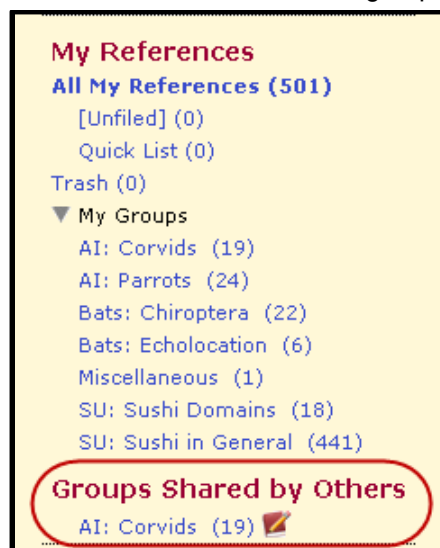 My References
All My References (501)
[Unfiled] (0)
Quick List (0)
Trash (0)
My Groups
AI: Corvids (19)
AI: Parrots (24)
Bats: Chiroptera (22)
Bats: Echolocation (6)
Miscellaneous (1)
SU: Sushi Domains (18)
SU: Sushi in General (441)
Groups Shared by Others
AI: Corvids (19)